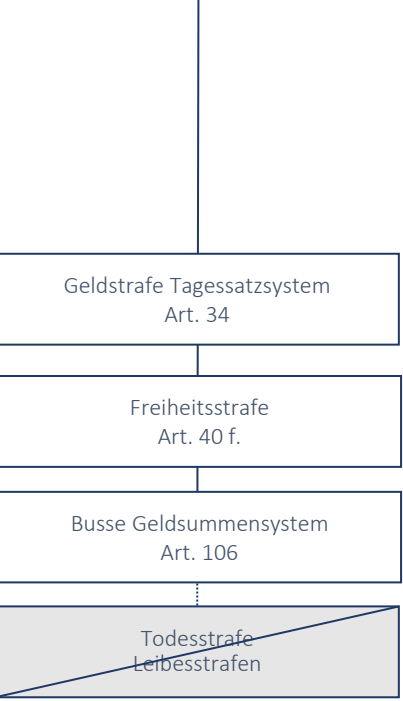 Geldstrafe Tagessatzsystem
Art. 34
Freiheitsstrafe
Art. 40 f.
Busse Geldsummensystem
Art. 106
Todesstrafe
Leibesstrafen